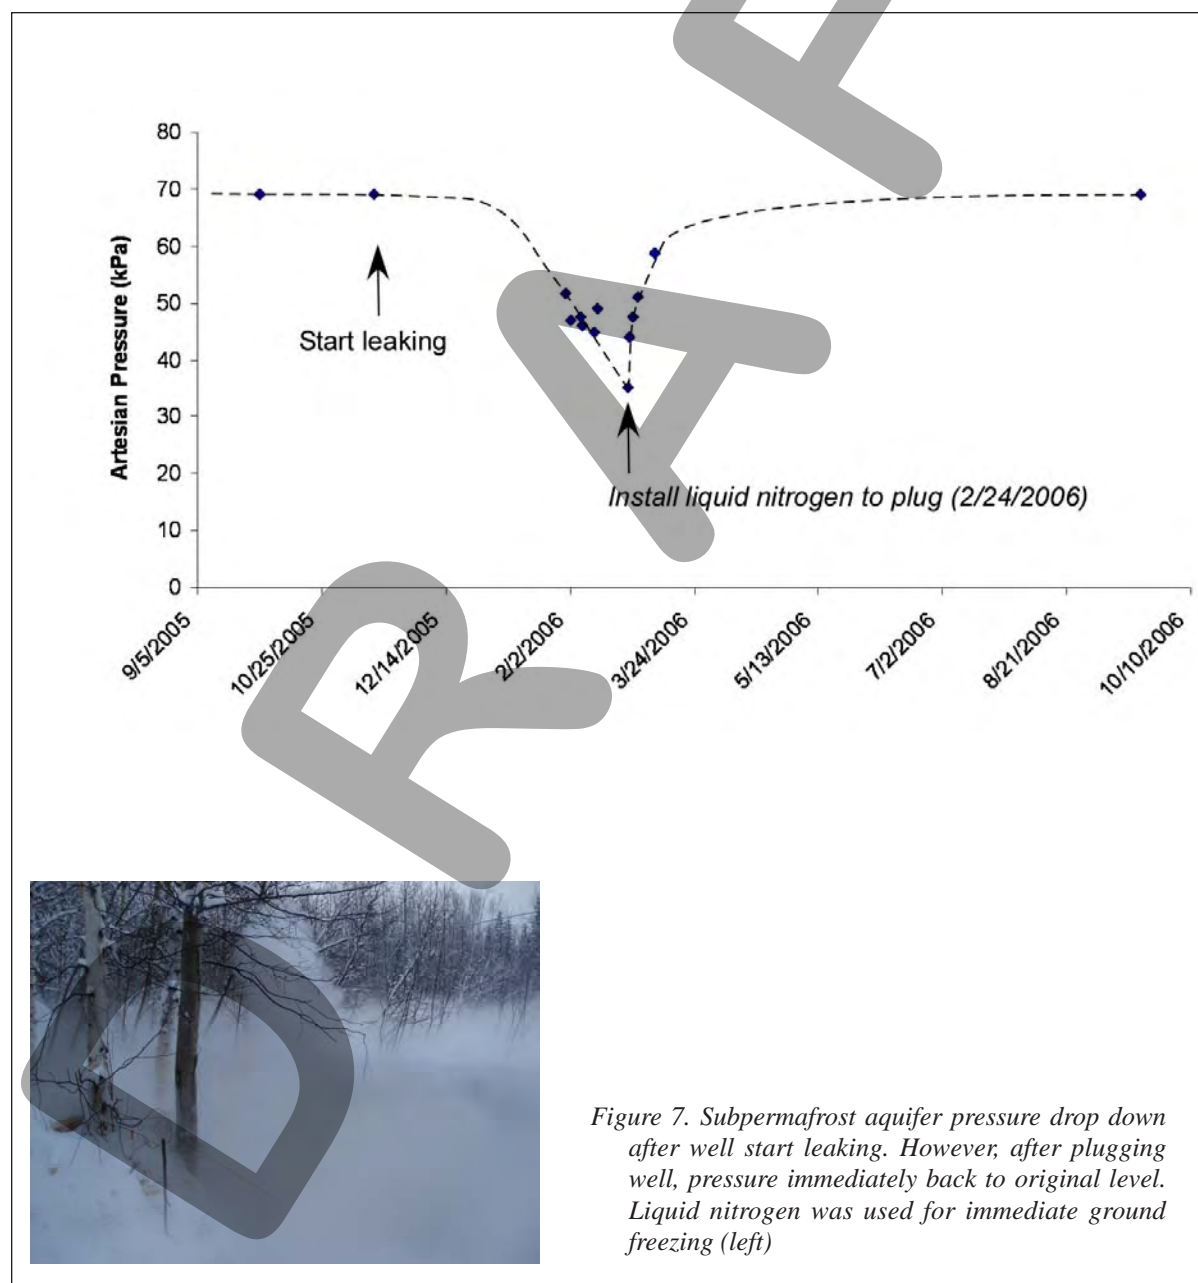 80
70
60
50
40
30
20
10
0
Artesian Pressure (kPa)
Start leaking
Install liquid nitrogen to plug (2/24/2006)
9/5/2005
10/25/2005
12/14/2005
2/2/2006
3/24/2006
5/13/2006
7/2/2006
8/21/2006
10/10/2006
DRAF
Figure 7. Subpermafrost aquifer pressure drop down
after well start leaking. However, after plugging
well, pressure immediately back to original level.
Liquid nitrogen was used for immediate ground
freezing (left)